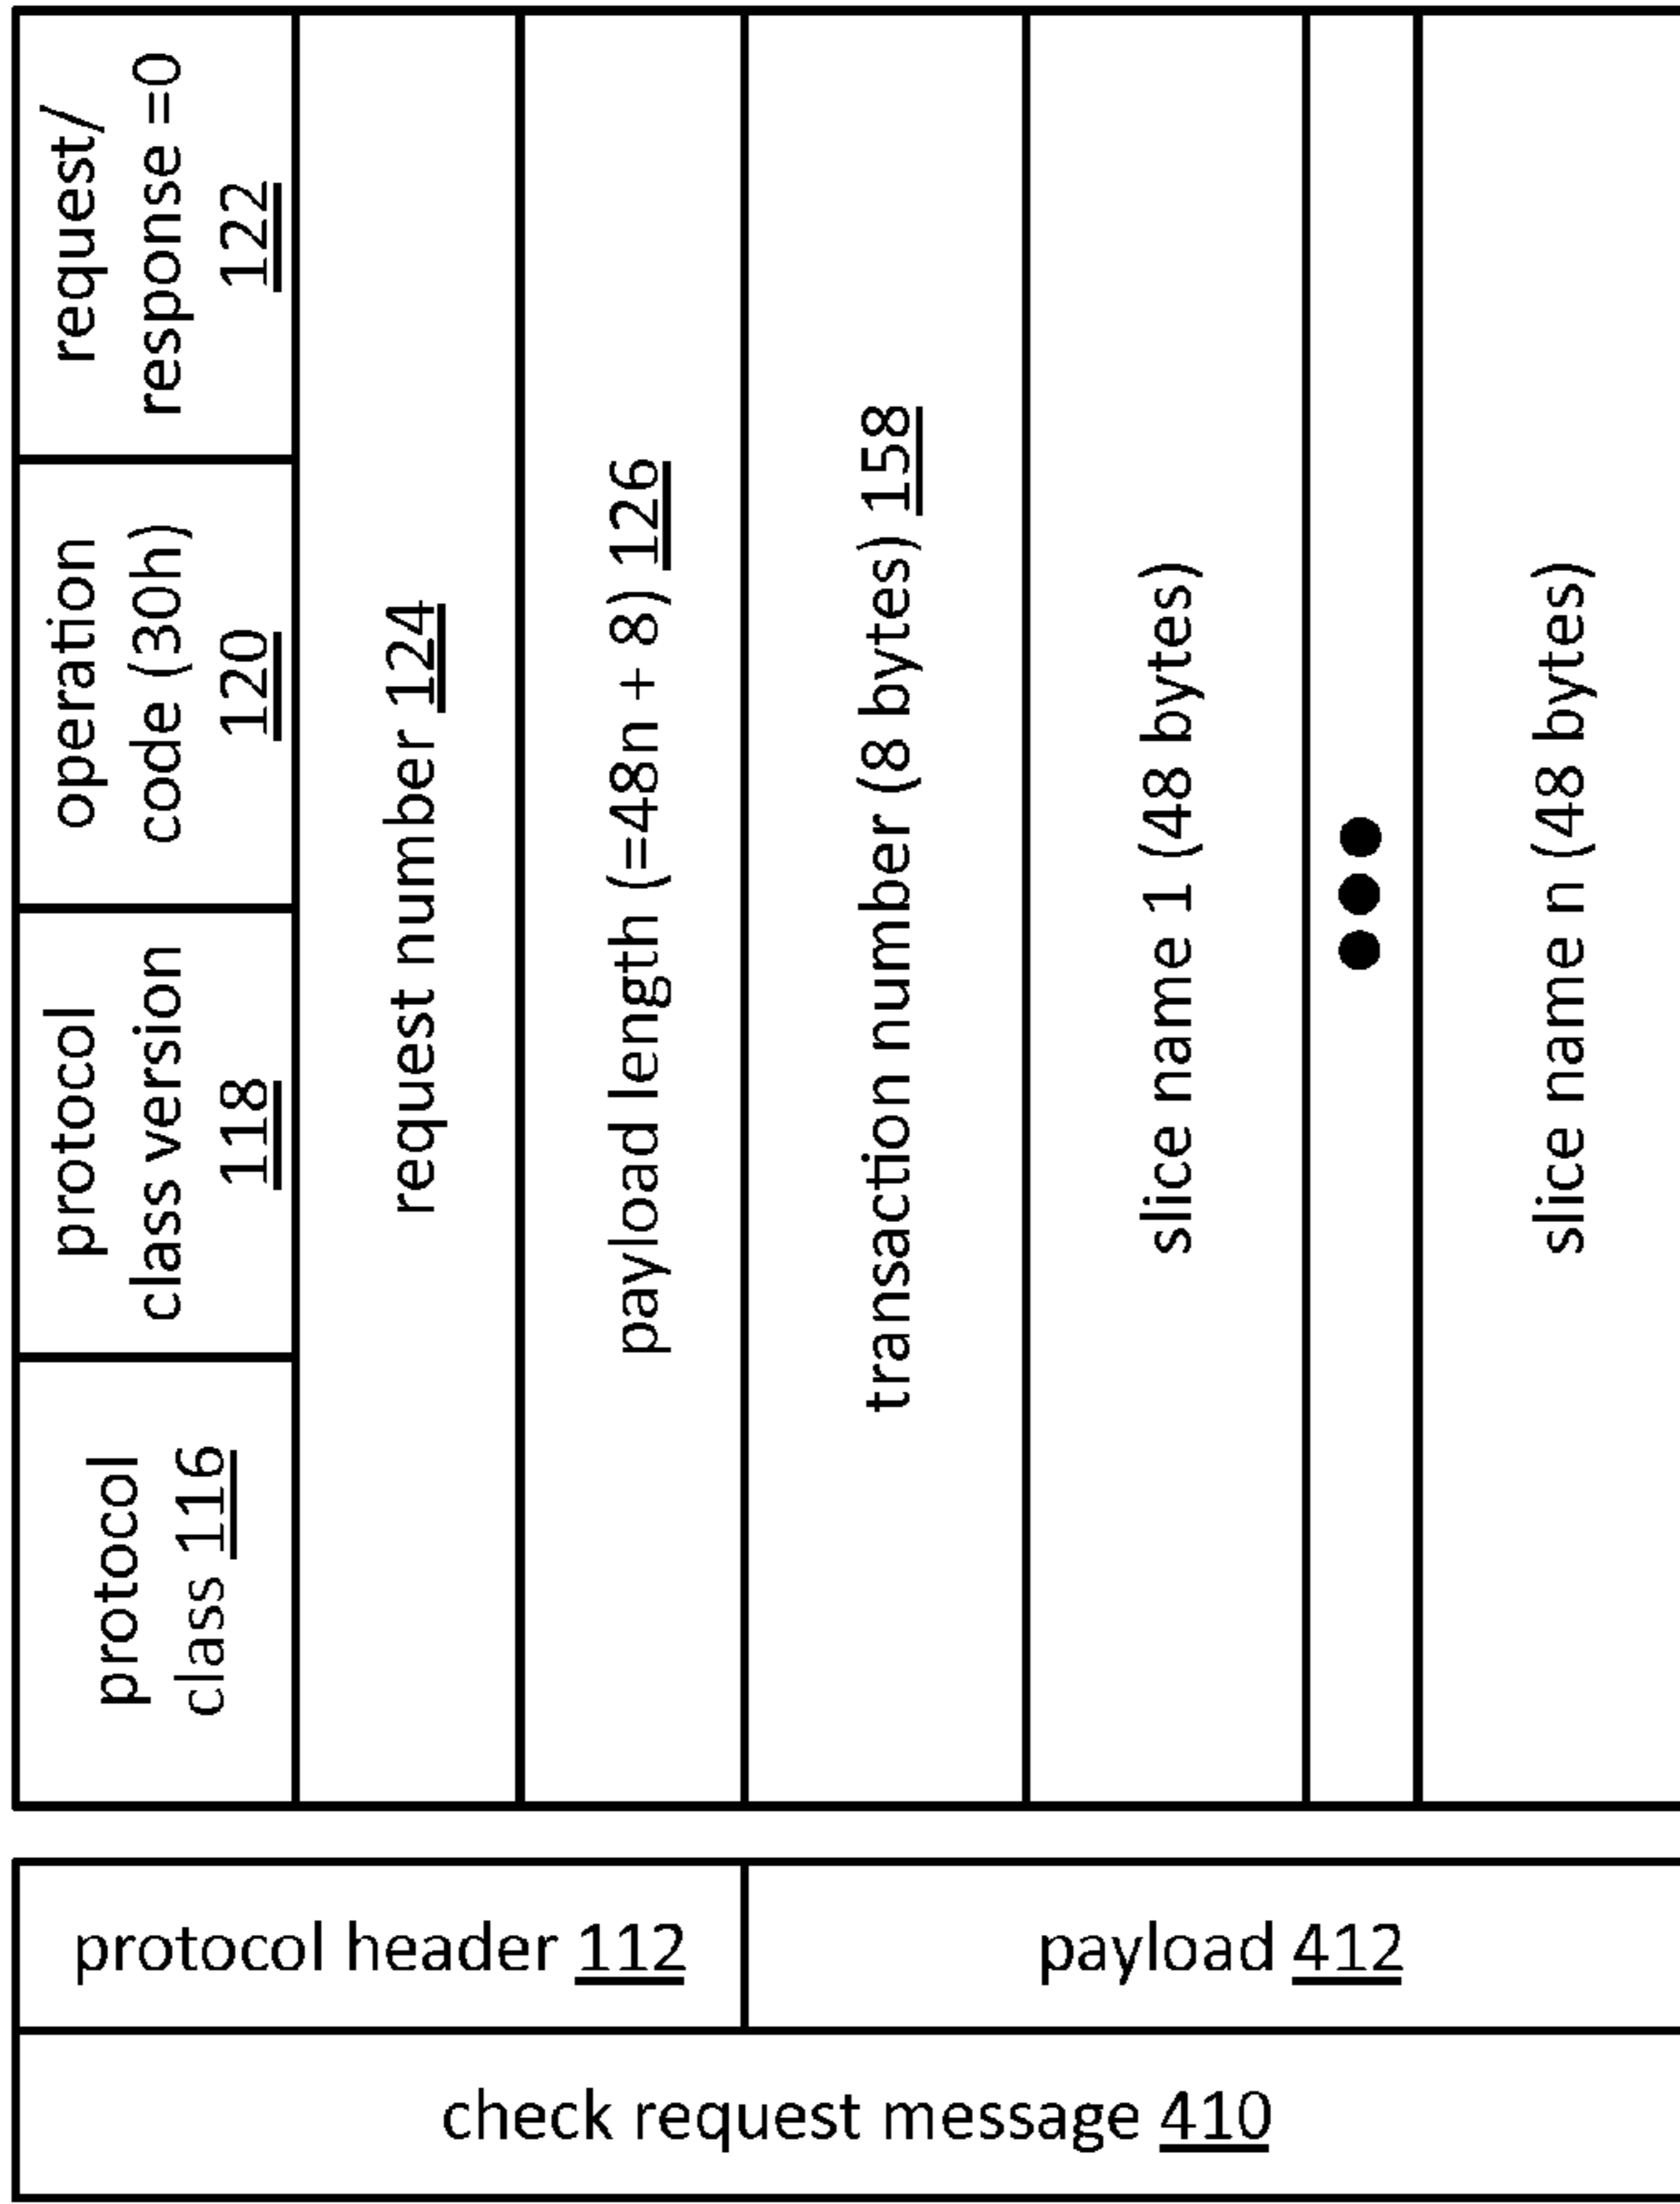 check request message 410
protocol header 112
payload 412
protocol
class 116
protocol
class version
118
operation
code (30h)
120
request/
response =0
122
request number 124
payload length (=48n + 8) 126
transaction number (8 bytes) 158
slice name 1 (48 bytes)
slice name n (48 bytes)